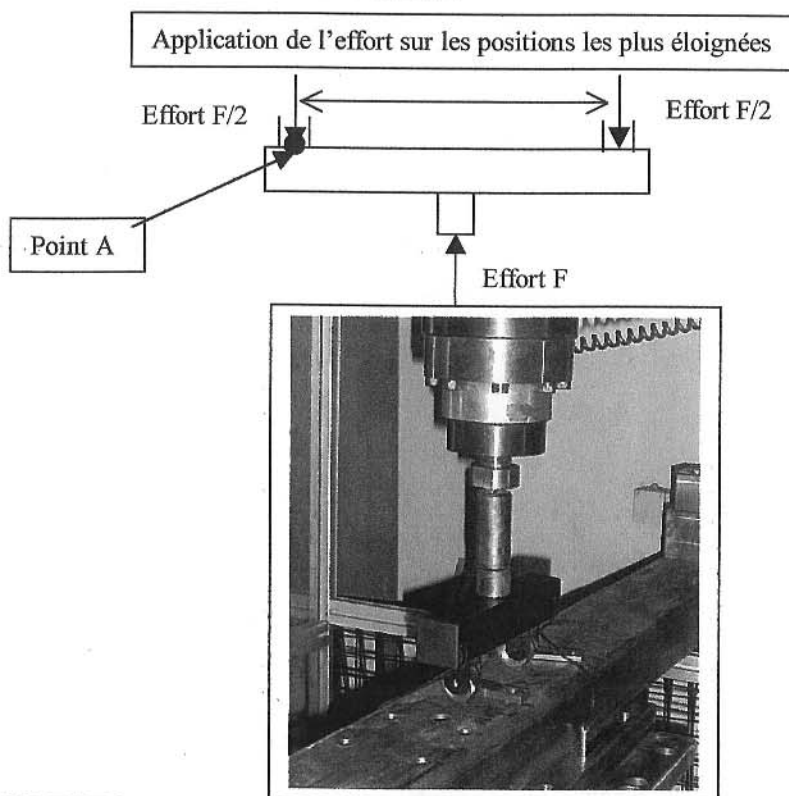 Application de l'effort sur les positions les plus éloignées
Effort F/2
Effort F/2
Point A
Effort F